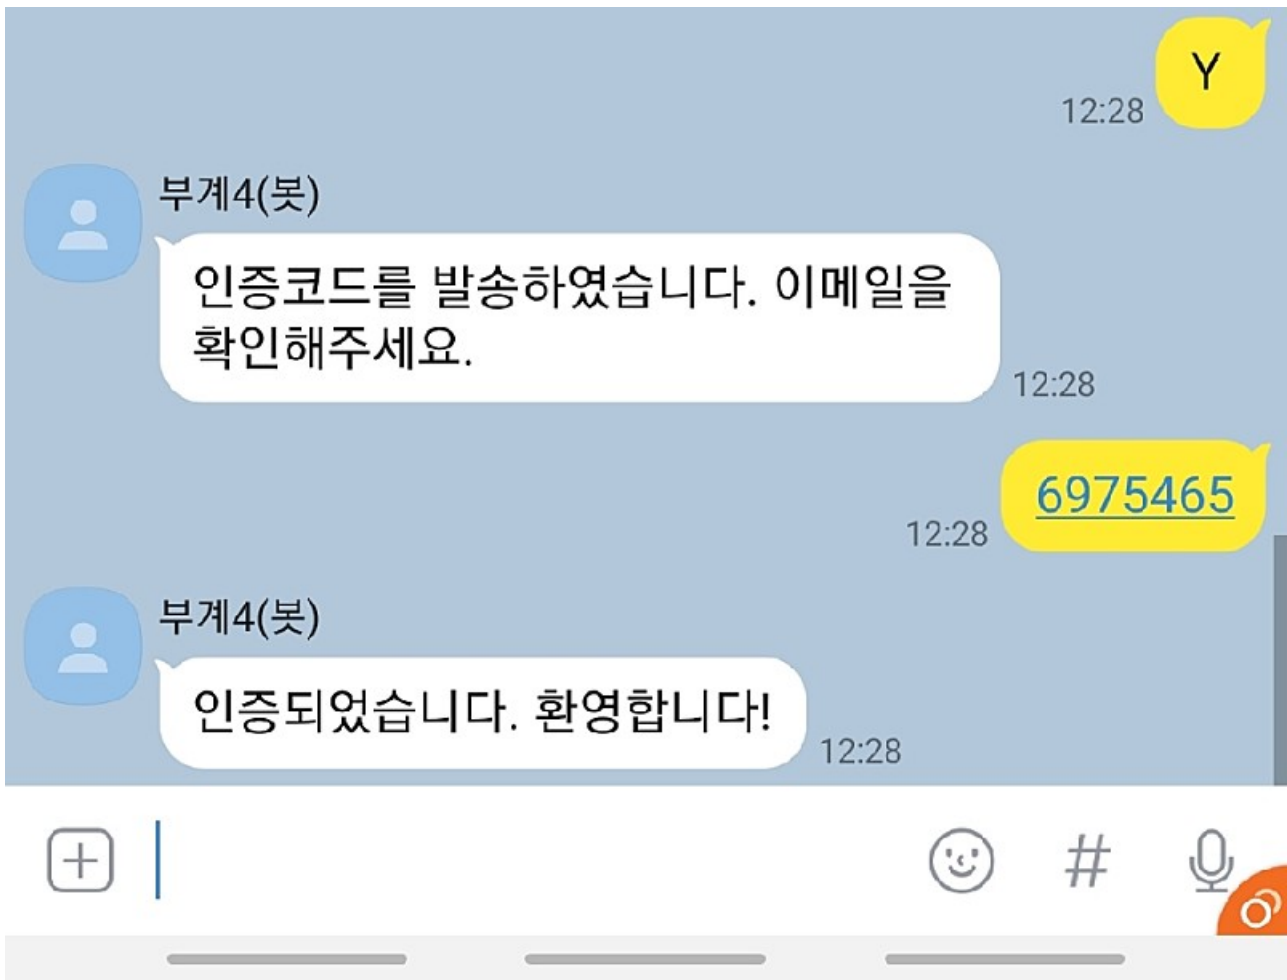 Y
12:28
부계4(봇)
인증코드를 발송하였습니다. 이메일을
확인해주세요.
12:28
6975465
12:28
부계4(봇)
인증되었습니다. 환영합니다!
12:28
#